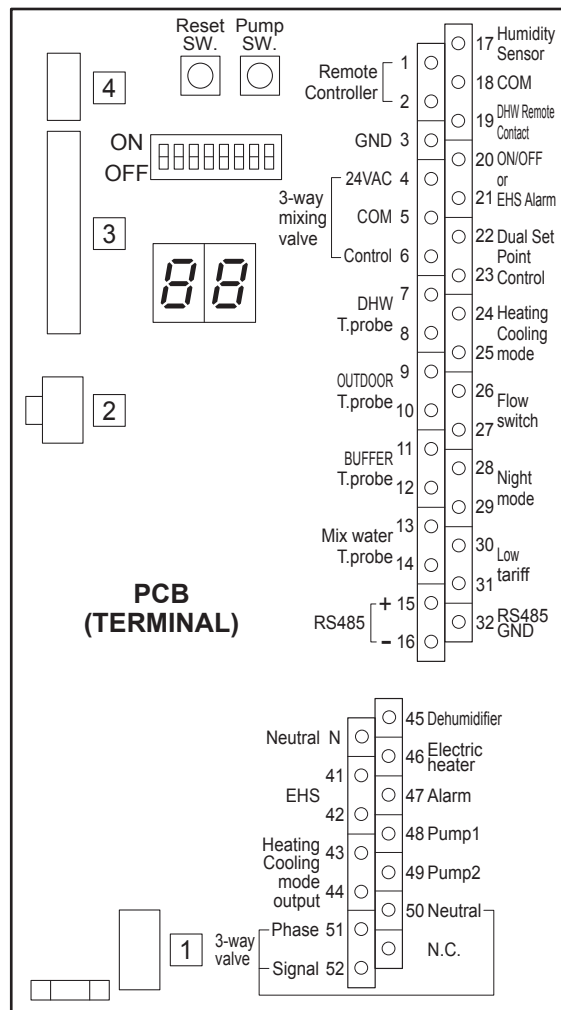 Reset Pump
SW. SW.
4
ON
OFF
3
88
2
PCB
(TERMINAL)
1
Remote
Controller
1
2
GND 3
3-way
mixing
valve
24VAC 4
COM 5
Control 6
DHW
T.probe
7
8
OUTDOOR
T.probe
9
10
BUFFER
T.probe
11
12
Mix water
T.probe
13
14
RS485
+ 15
- 16
17 Humidity
Sensor
18 COM
19 DHW Remote
Contact
20 ON/OFF
or
21 EHS Alarm
22 Dual Set
Point
23 Control
24 Heating
Cooling
25 mode
26
27
Flow
switch
28
29
Night
mode
30
31
Low
tariff
32 RS485
GND
Neutral N
EHS
41
42
Heating
Cooling
mode
output
43
44
3-way
valve
Phase 51
Signal 52
45 Dehumidifier
46 Electric
heater
47 Alarm
48 Pump1
49 Pump2
50 Neutral
N.C.